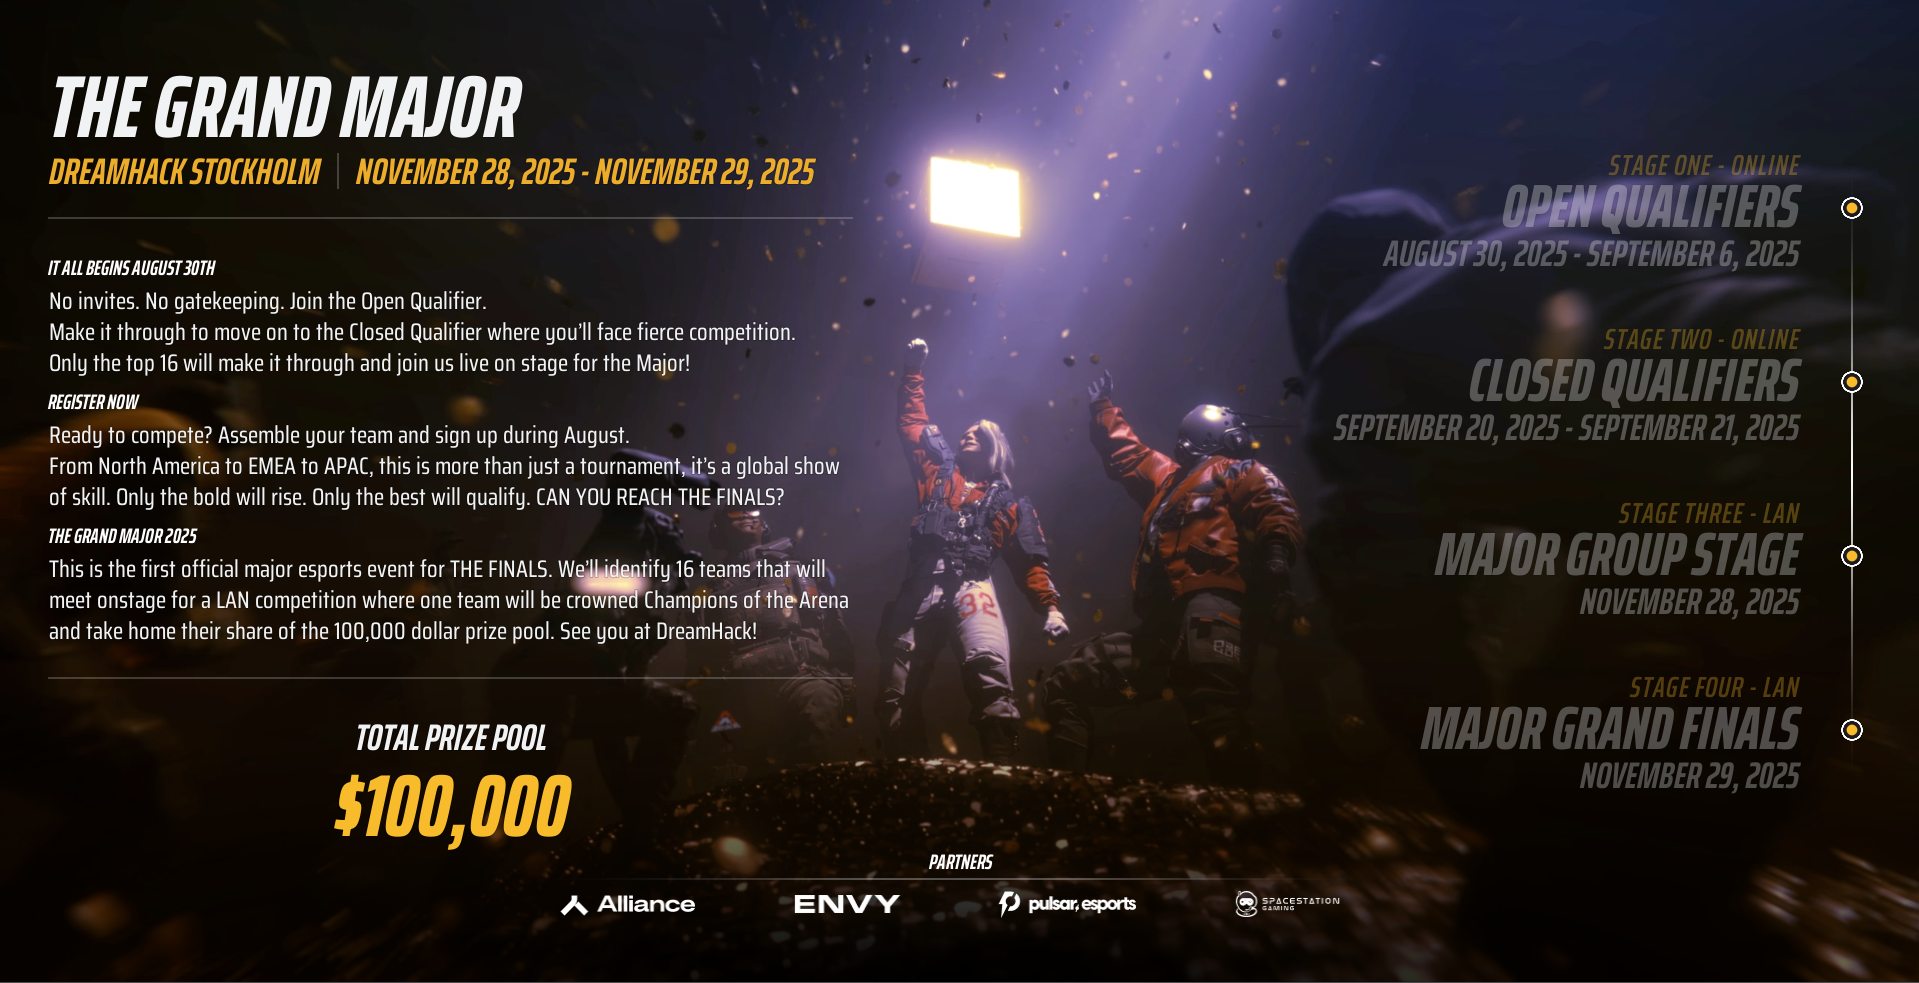 THE GRAND MAJOR
DREAMHACK STOCKHOLM | NOVEMBER 28, 2025 - NOVEMBER 29, 2025
IT ALL BEGINS AUGUST 30TH
No invites. No gatekeeping. Join the Open Qualifier.
Make it through to move on to the Closed Qualifier where you’ll face fierce competition.
Only the top 16 will make it through and join us live on stage for the Major!
REGISTER NOW
Ready to compete? Assemble your team and sign up during August.
From North America to EMEA to APAC, this is more than just a tournament, it’s a global show
of skill. Only the bold will rise. Only the best will qualify. CAN YOU REACH THE FINALS?
THE GRAND MAJOR 2025
This is the first official major esports event for THE FINALS. We’ll identify 16 teams that will
meet onstage for a LAN competition where one team will be crowned Champions of the Arena
and take home their share of the 100,000 dollar prize pool. See you at DreamHack!
TOTAL PRIZE POOL
$100,000
STAGE ONE - ONLINE
OPEN QUALIFIERS
AUGUST 30, 2025 - SEPTEMBER 6, 2025
STAGE TWO - ONLINE
CLOSED QUALIFIERS
SEPTEMBER 20, 2025 - SEPTEMBER 21, 2025
STAGE THREE - LAN
MAJOR GROUP STAGE
NOVEMBER 28, 2025
STAGE FOUR - LAN
MAJOR GRAND FINALS
NOVEMBER 29, 2025
32
PARTNERS
Alliance
ENVY
pulsar, esports
SPACESTATION
GAMING